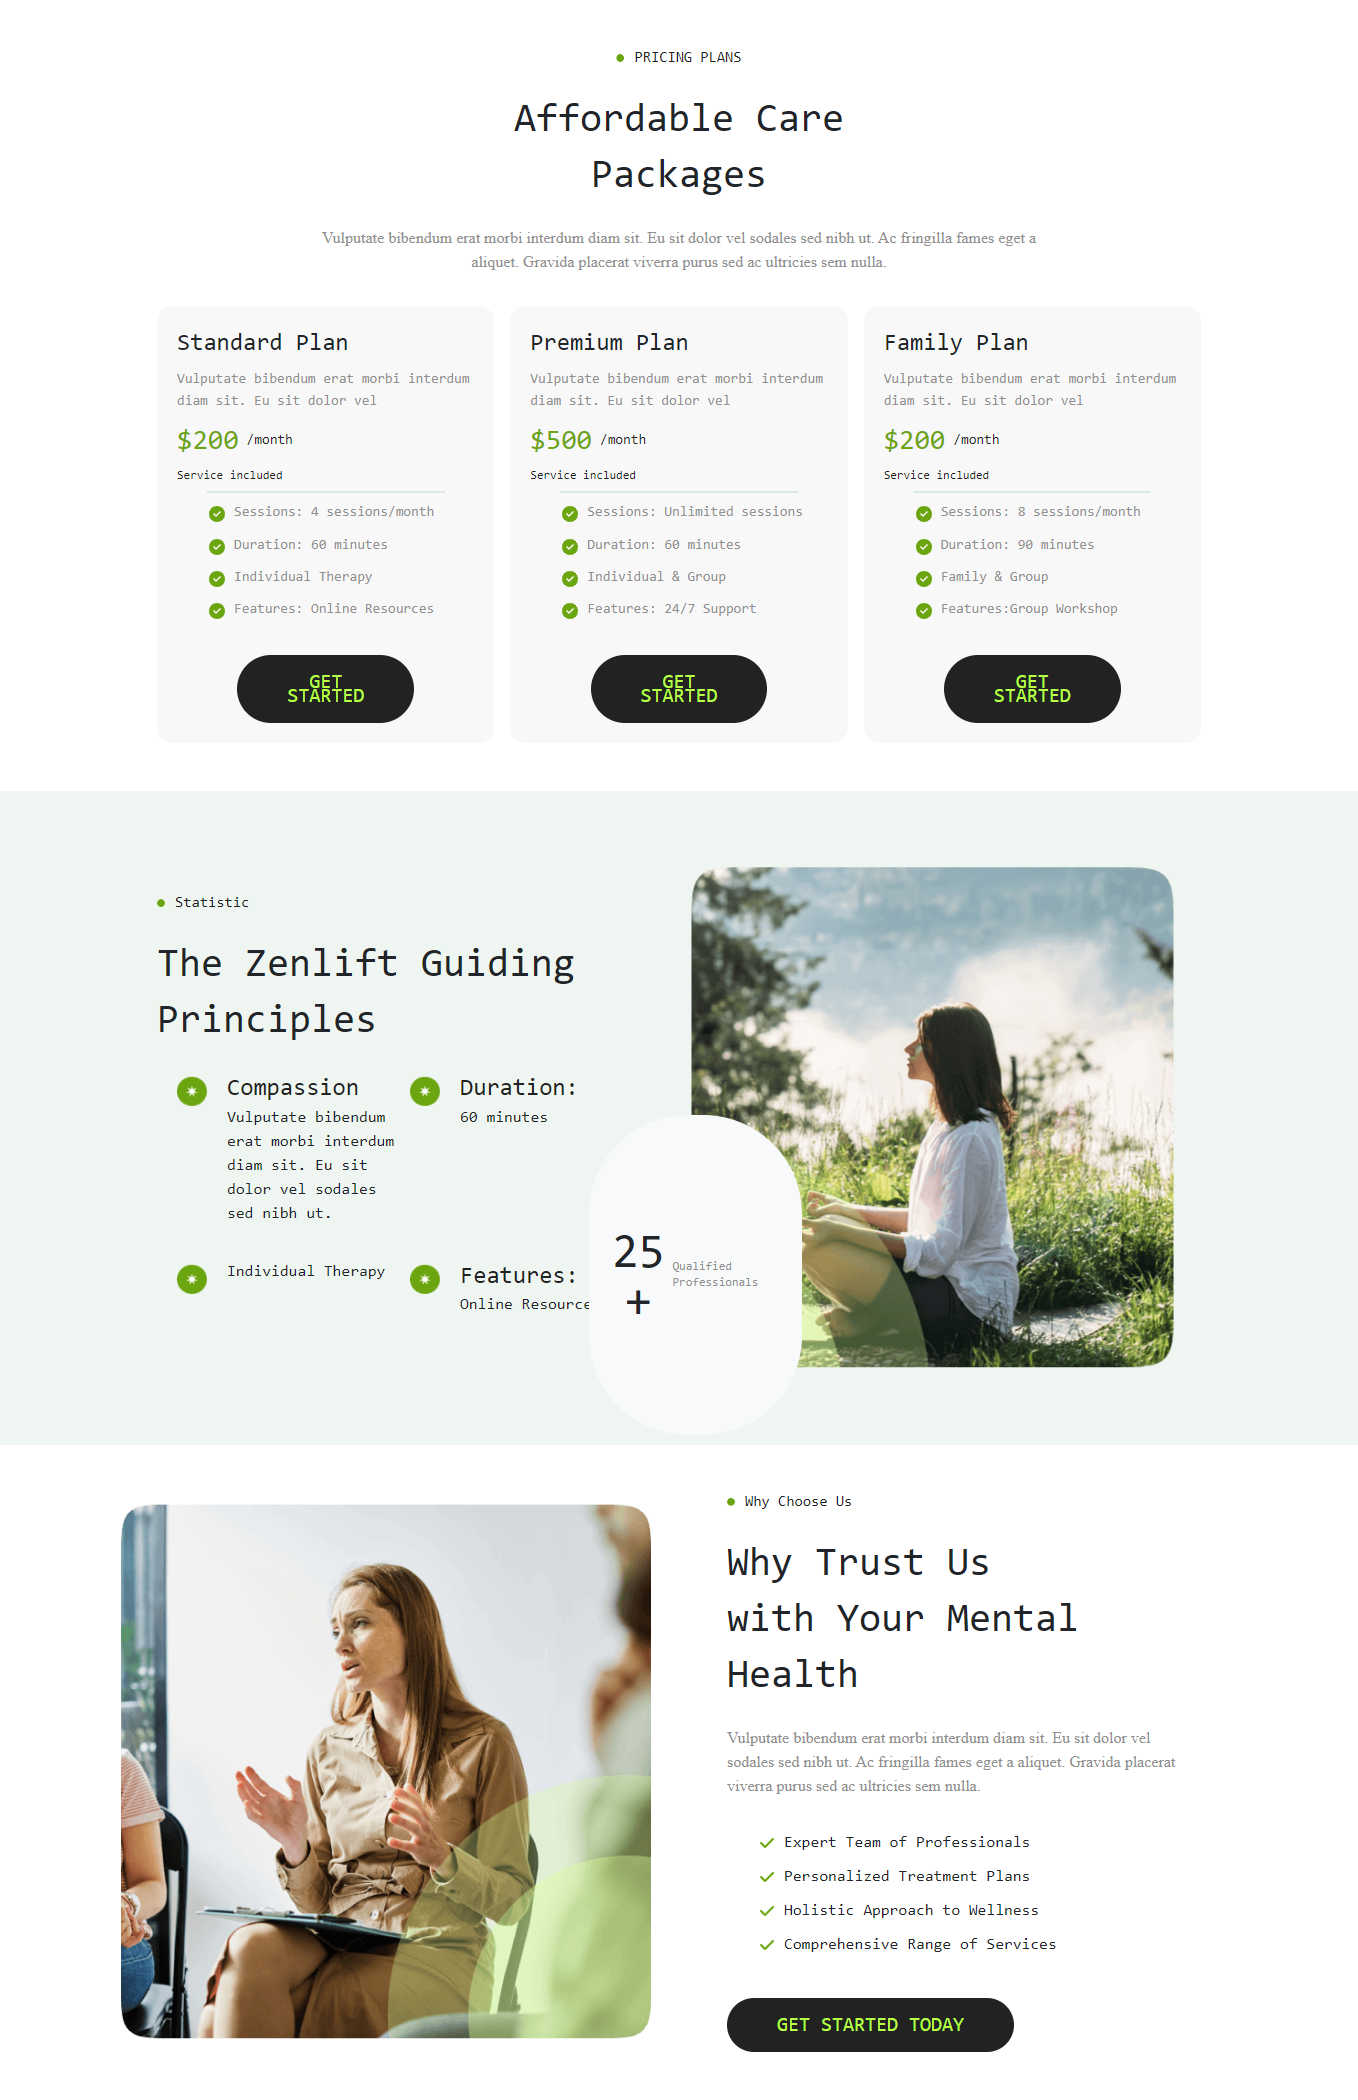 PRICING PLANS
Affordable Care
Packages
Vulputate bibendum erat morbi interdum diam sit. Eu sit dolor vel sodales sed nibh ut. Ac fringilla fames eget a
aliquet. Gravida placerat viverra purus sed ac ultricies sem nulla.
Standard Plan
Vulputate bibendum erat morbi interdum
diam sit. Eu sit dolor vel
$200 /month
Service included
Sessions: 4 sessions/month
Duration: 60 minutes
Individual Therapy
Features: Online Resources
GET
STARTED
Premium Plan
Vulputate bibendum erat morbi interdum
diam sit. Eu sit dolor vel
$500 /month
Service included
Sessions: Unlimited sessions
Duration: 60 minutes
Individual & Group
Features: 24/7 Support
GET
STARTED
Family Plan
Vulputate bibendum erat morbi interdum
diam sit. Eu sit dolor vel
$200 /month
Service included
Sessions: 8 sessions/month
Duration: 90 minutes
Family & Group
Features:Group Workshop
GET
STARTED
Statistic
The Zenlift Guiding
Principles
Compassion
Vulputate bibendum
erat morbi interdum
diam sit. Eu sit
dolor vel sodales
sed nibh ut.
Duration:
60 minutes
Individual Therapy
Features:
Online Resource
25
+
Qualified
Professionals
Why Choose Us
Why Trust Us
with Your Mental
Health
Vulputate bibendum erat morbi interdum diam sit. Eu sit dolor vel
sodales sed nibh ut. Ac fringilla fames eget a aliquet. Gravida placerat
viverra purus sed ac ultricies sem nulla.
Expert Team of Professionals
Personalized Treatment Plans
Holistic Approach to Wellness
Comprehensive Range of Services
GET STARTED TODAY